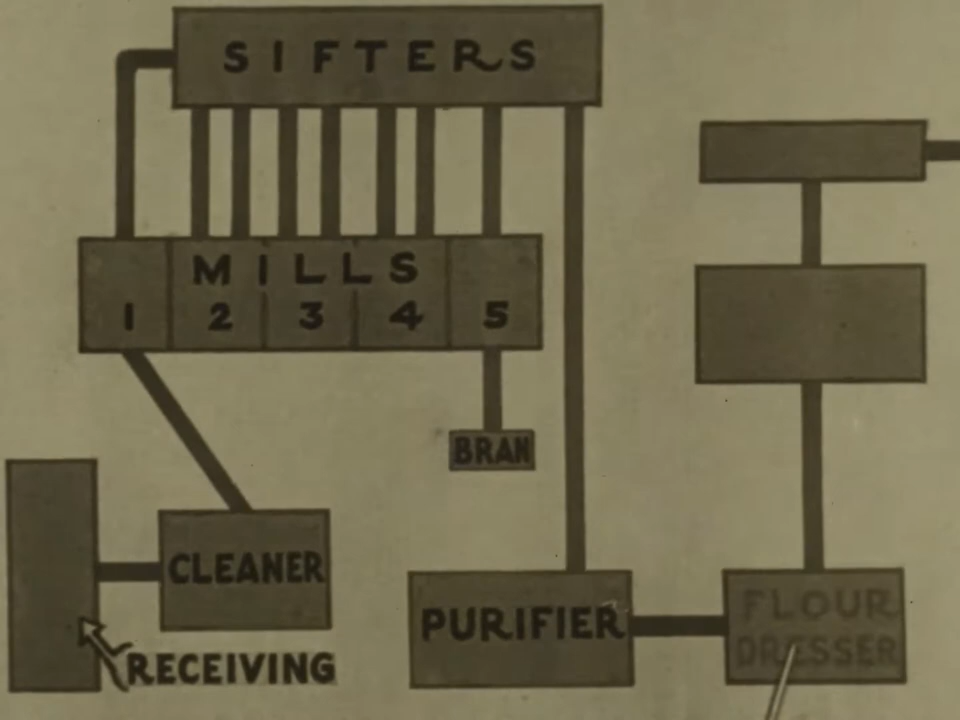 SIFTERS
MILLS
1 2 3 4 5
BRAN
CLEANER
RECEIVING
PURIFIER
FLOUR
DRESSER